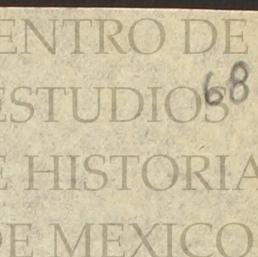 ENTRO DE
ESTUDIOS
68
E HISTORIA
DE MEXICO